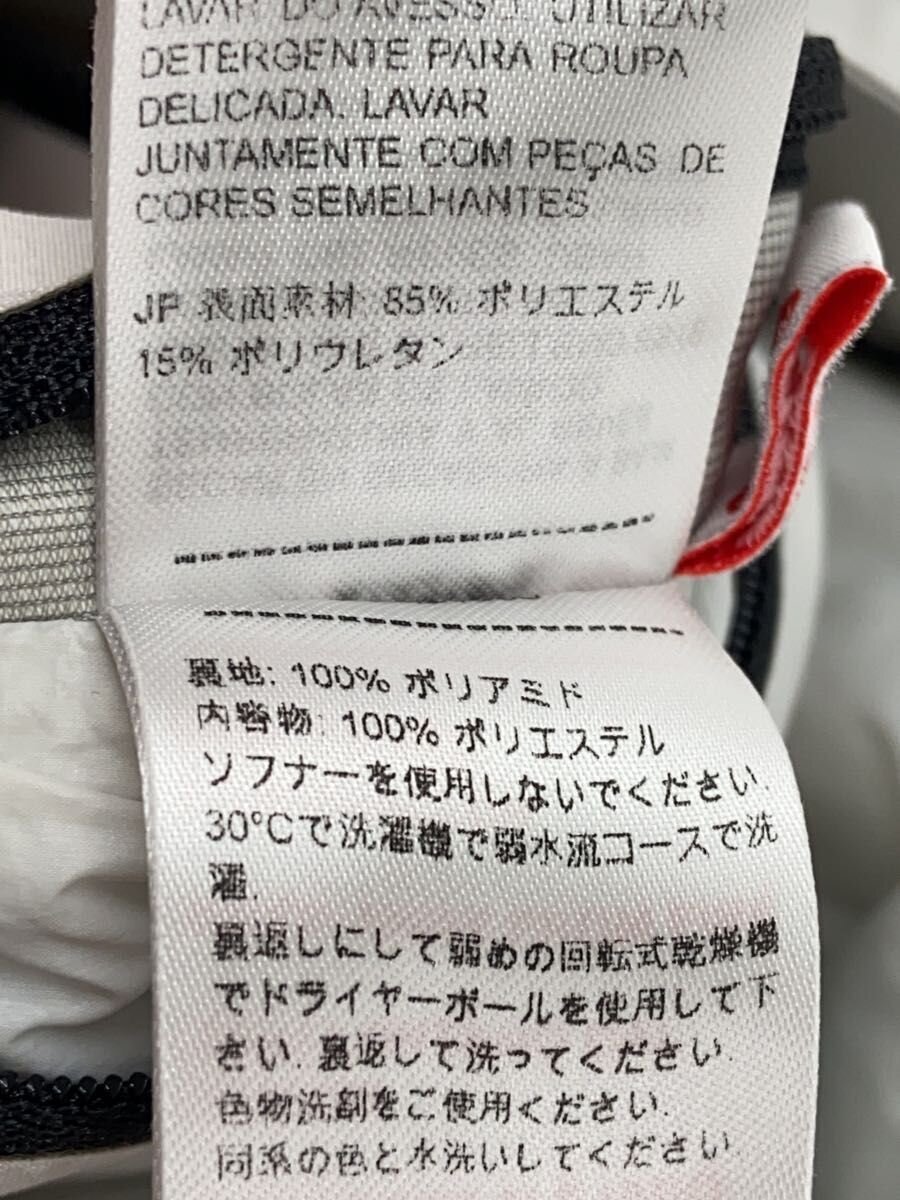 LAVAR DO AVESSO. UTILIZAR
DETERGENTE PARA ROUPA
DELICADA. LAVAR
JUNTAMENTE COM PEÇAS DE
CORES SEMELHANTES
JP 表面素材: 85% ポリエステル
15% ポリウレタン
裏地: 100% ポリアミド
内容物: 100% ポリエステル
ソフナーを使用しないでください.
30°Cで洗濯機で弱水流コースで洗
濯.
裏返しにして弱めの回転式乾燥機
でドライヤーボールを使用して下
さい. 裏返して洗ってください.
色物洗剤をご使用ください.
同系の色と水洗いしてください